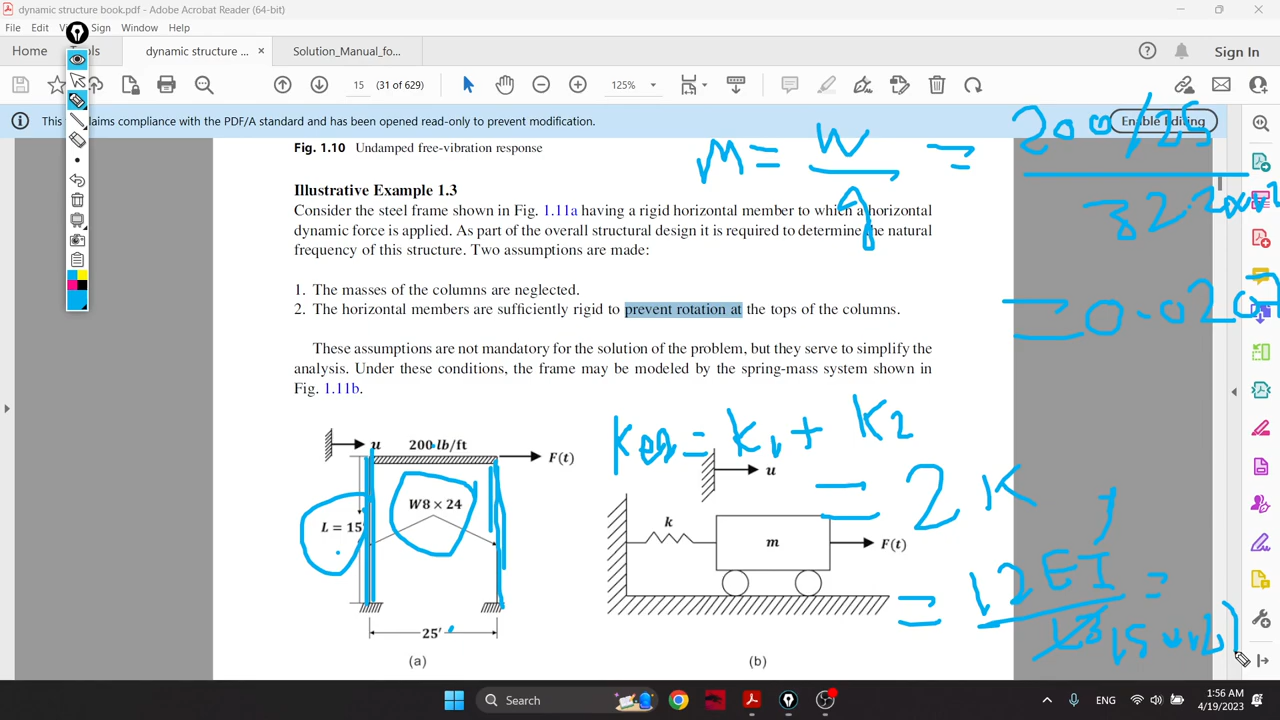 dynamic structure book.pdf - Adobe Acrobat Reader (64-bit)
File Edit Sign Window Help
Home Tools dynamic structure ... × Solution_Manual_fo... Sign In
15 (31 of 629) 125%
claims compliance with the PDF/A standard and has been opened read-only to prevent modification. Enable Editing
Fig. 1.10 Undamped free-vibration response
m = W / g = 200/25
Illustrative Example 1.3
Consider the steel frame shown in Fig. 1.11a having a rigid horizontal member to which a horizontal
dynamic force is applied. As part of the overall structural design it is required to determine the natural
frequency of this structure. Two assumptions are made:
1. The masses of the columns are neglected.
= 0.0207
2. The horizontal members are sufficiently rigid to prevent rotation at the tops of the columns.
These assumptions are not mandatory for the solution of the problem, but they serve to simplify the
analysis. Under these conditions, the frame may be modeled by the spring-mass system shown in
Fig. 1.11b.
= K1 + K2
= 2K
u 200 lb/ft F(t)
W8 × 24
L = 15
25'
(a)
u
k
m
F(t)
(b)
= 12EI =
Search
ENG
1:56 AM
4/19/2023